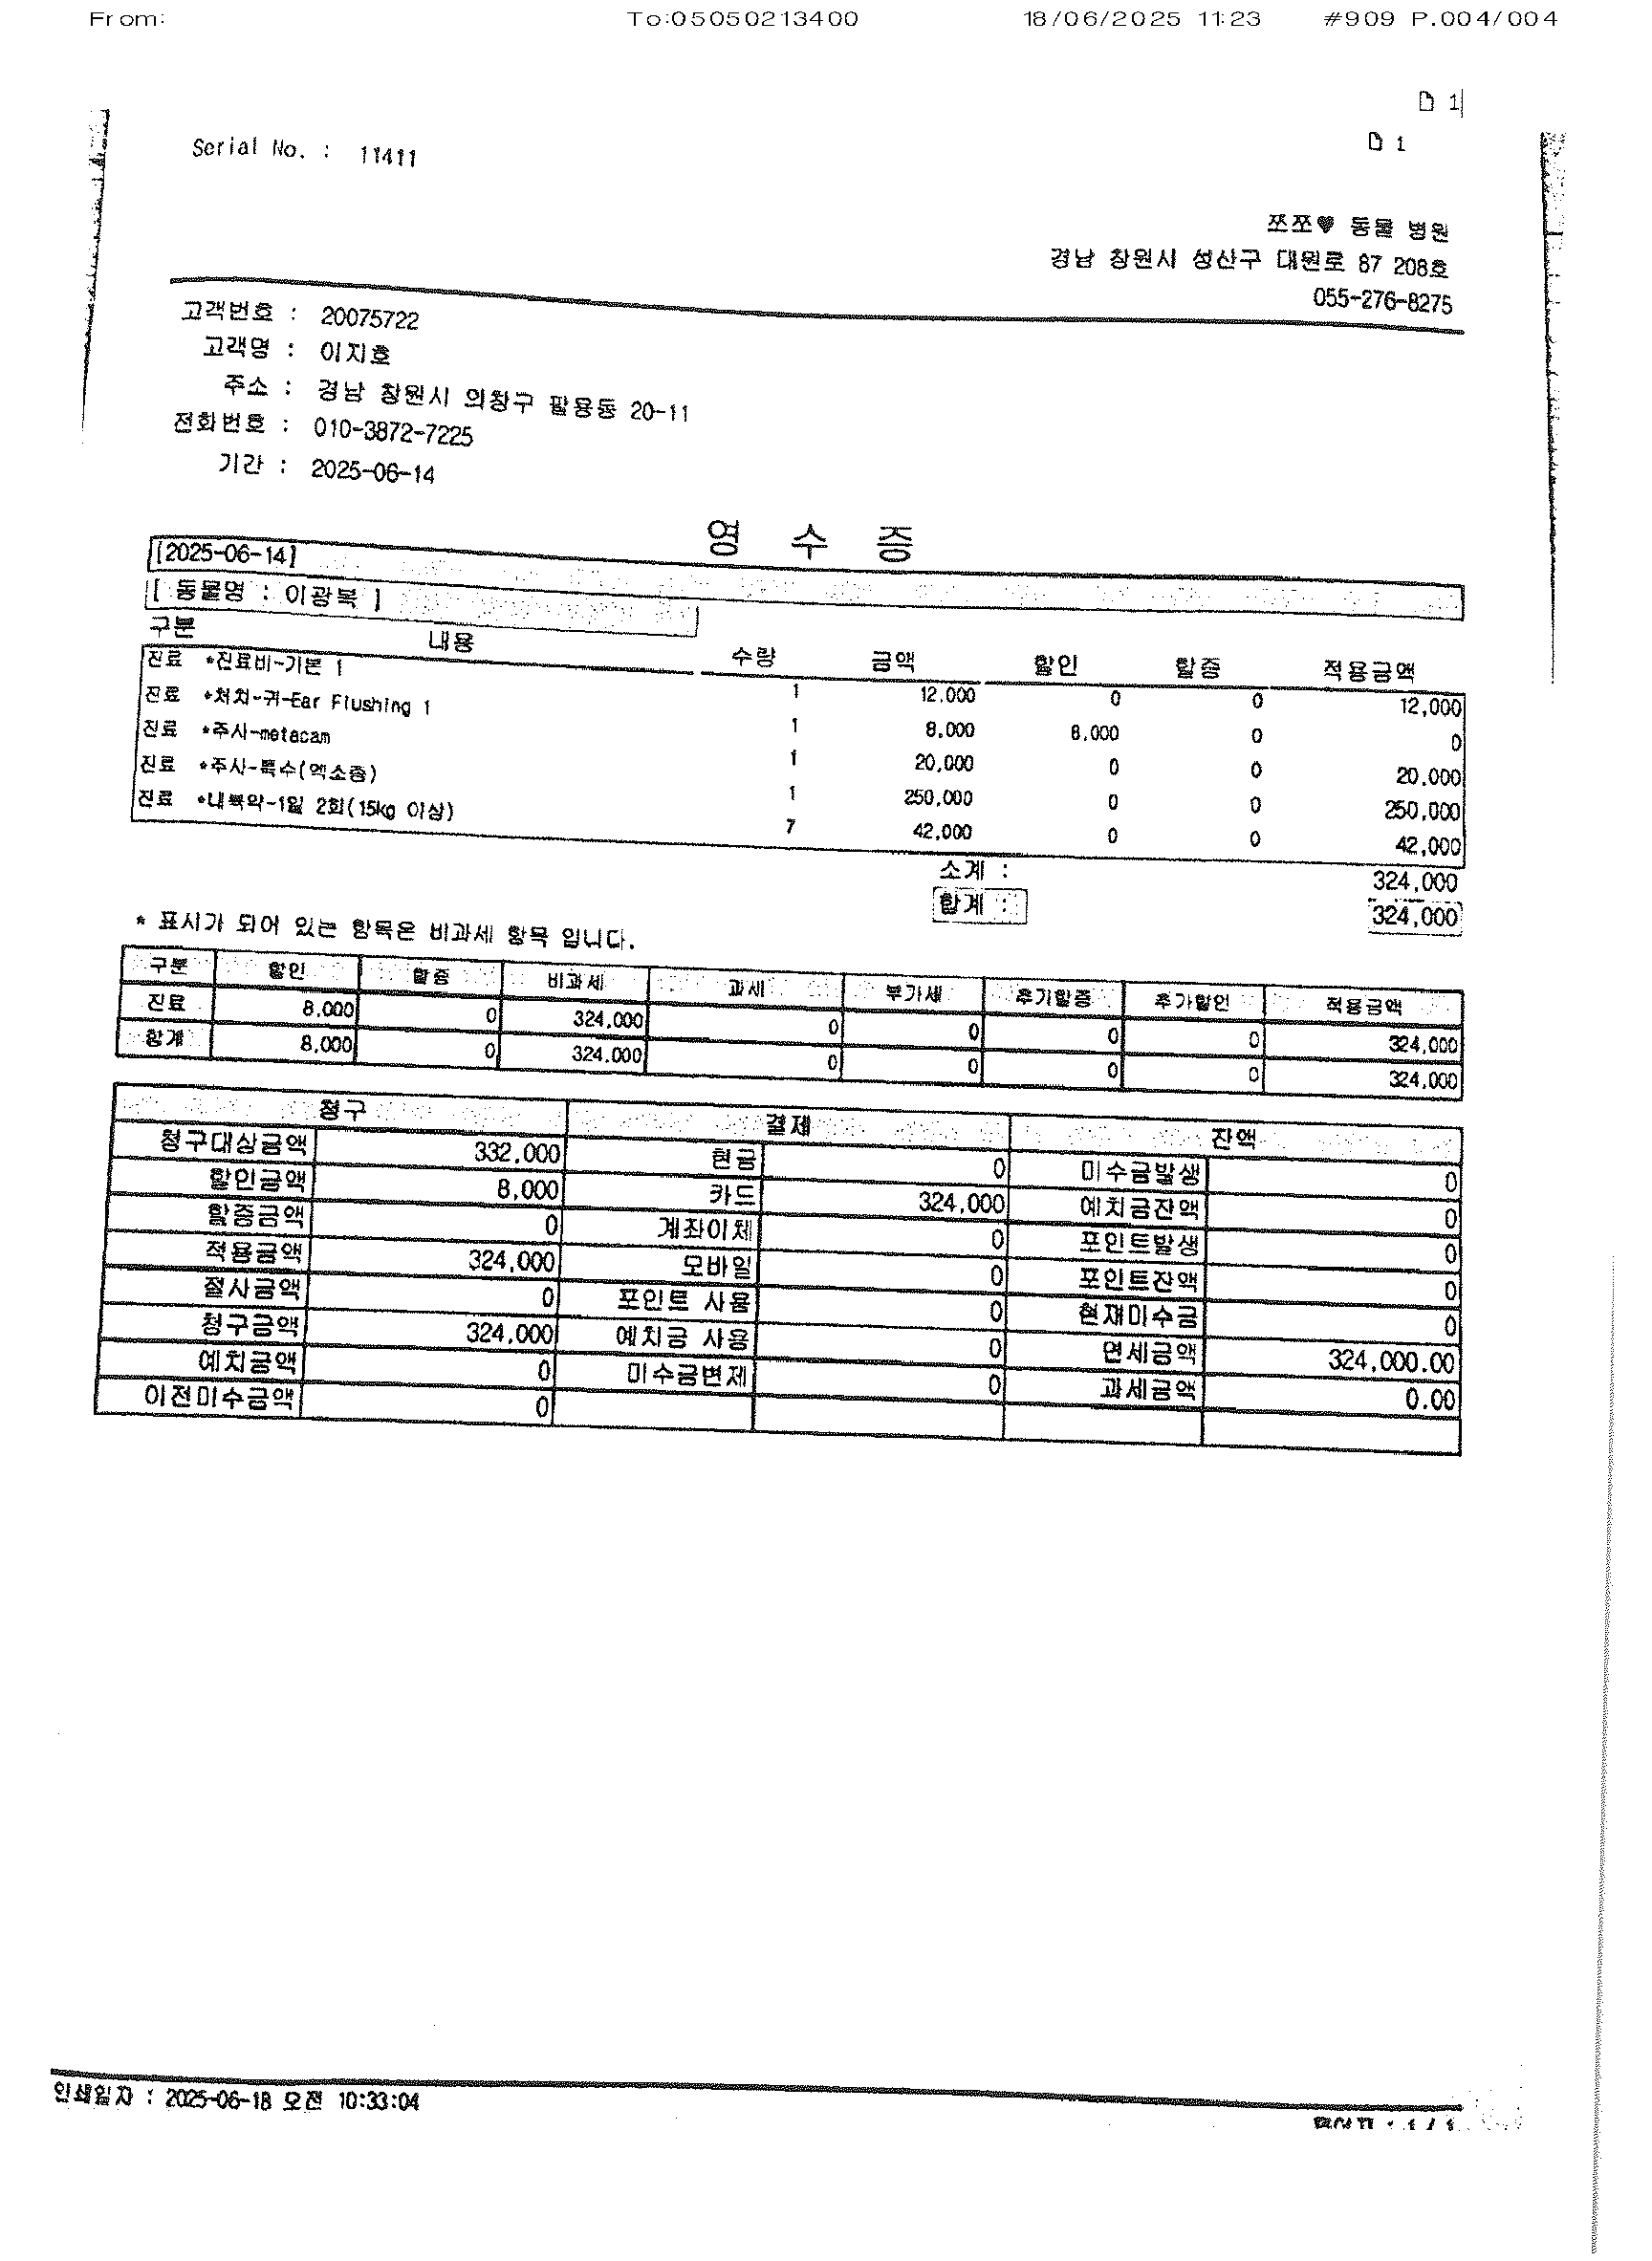 From: To:05050213400 18/06/2025 11:23 #909 P.004/004
1
1
Serial No. : 11411
쪼쪼♥ 동물 병원
경남 창원시 성산구 대원로 87 208호
055-276-8275
고객번호 : 20075722
고객명 : 이지호
주소 : 경남 창원시 의창구 팔용동 20-11
전화번호 : 010-3872-7225
기간 : 2025-06-14
영 수 증
[2025-06-14]
[ 동물명 : 이광복 ]
구분 내용 수량 금액 할인 할증 적용금액
진료 *진료비-기본 1 1 12,000 0 0 12,000
진료 *처치-귀-Ear Flushing 1 1 8,000 8,000 0 0
진료 *주사-metacam 1 20,000 0 0 20,000
진료 *주사-특수(엑소좀) 1 250,000 0 0 250,000
진료 *내복약-1일 2회(15kg 이상) 7 42,000 0 0 42,000
소계 : 324,000
합계 : 324,000
* 표시가 되어 있는 항목은 비과세 항목 입니다.
구분 할인 할증 비과세 과세 부가세 추가할증 추가할인 적용금액
진료 8,000 0 324,000 0 0 0 0 324,000
합계 8,000 0 324,000 0 0 0 0 324,000
청구 결제 잔액
청구대상금액 332,000 현금 0 미수금발생 0
할인금액 8,000 카드 324,000 예치금잔액 0
할증금액 0 계좌이체 0 포인트발생 0
적용금액 324,000 모바일 0 포인트잔액 0
절사금액 0 포인트 사용 0 현재미수금 0
청구금액 324,000 예치금 사용 0 면세금액 324,000.00
예치금액 0 미수금변제 0 과세금액 0.00
이전미수금액 0
인쇄일자 : 2025-06-18 오전 10:33:04
페이지 : 1 / 1